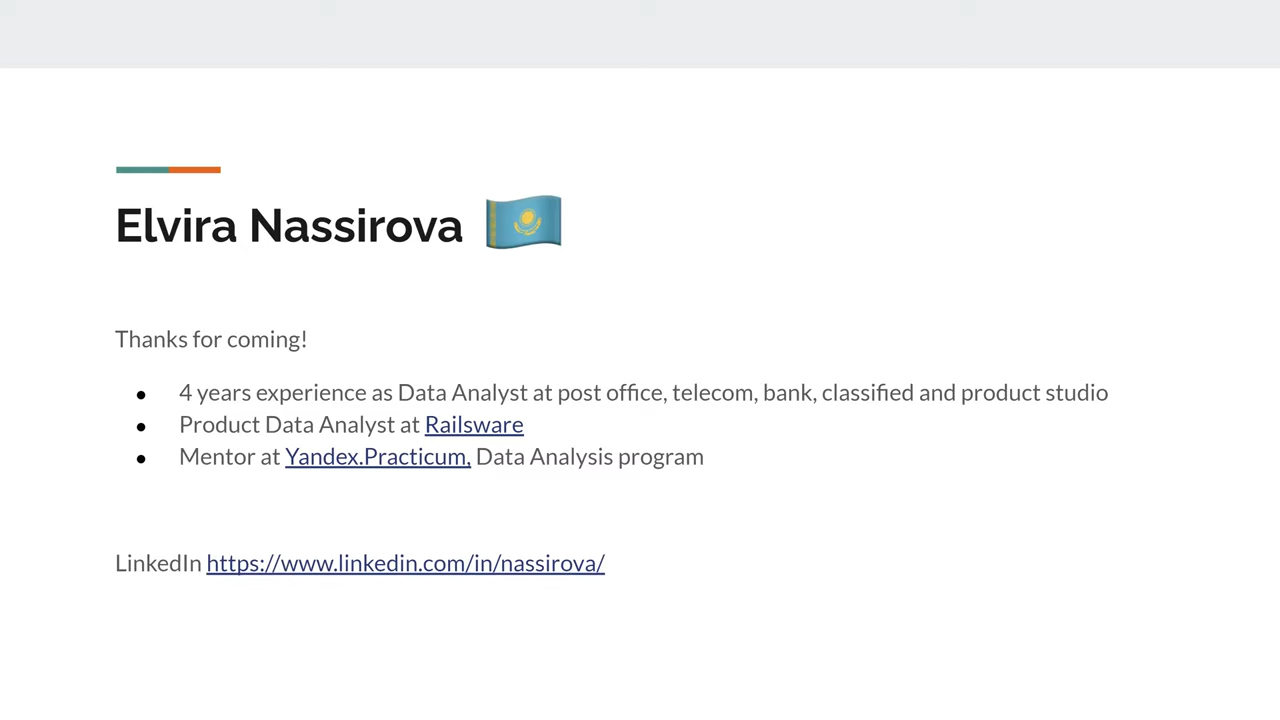 Elvira Nassirova 🇰🇿
Thanks for coming!
● 4 years experience as Data Analyst at post office, telecom, bank, classified and product studio
● Product Data Analyst at Railsware
● Mentor at Yandex.Practicum, Data Analysis program
LinkedIn https://www.linkedin.com/in/nassirova/